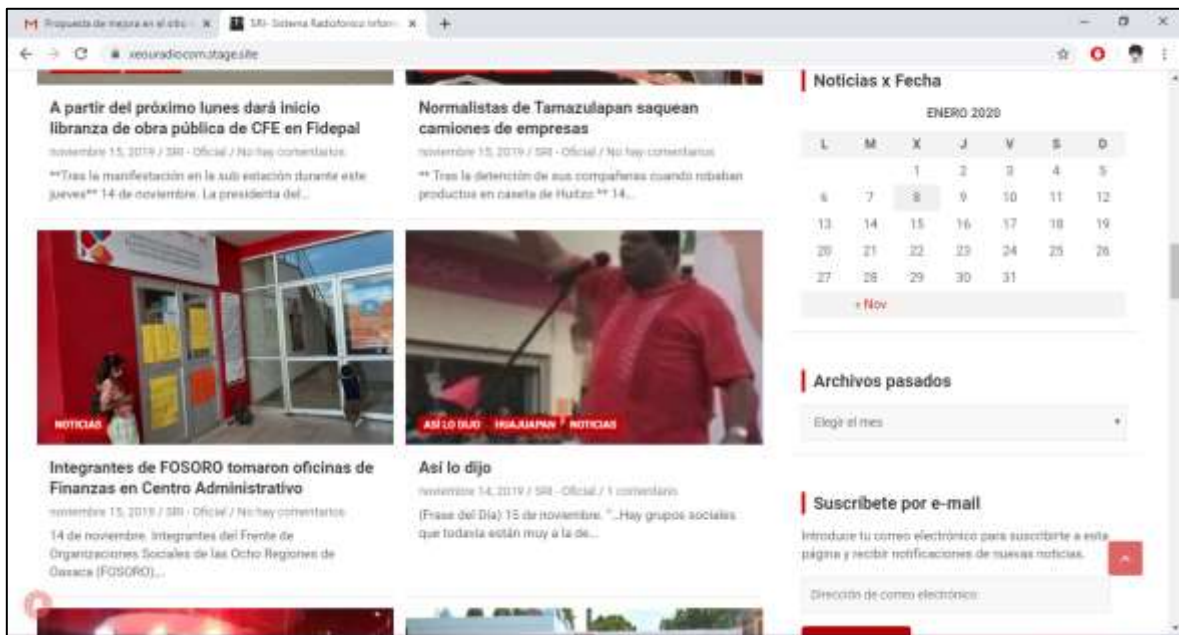 Propuesta de mejora en el sitio
SRI- Sistema Radiofonico Inform
xeouradiocom.stage.site
A partir del próximo lunes dará inicio
libranza de obra pública de CFE en Fidepal
noviembre 15, 2019 / SRI - Oficial / No hay comentarios
**Tras la manifestación en la sub estación durante este
jueves** 14 de noviembre. La presidenta del...
Normalistas de Tamazulapan saquean
camiones de empresas
noviembre 15, 2019 / SRI - Oficial / No hay comentarios
** Tras la detención de sus compañeras cuando robaban
productos en caseta de Huitzo.** 14...
NOTICIAS
Integrantes de FOSORO tomaron oficinas de
Finanzas en Centro Administrativo
noviembre 15, 2019 / SRI - Oficial / No hay comentarios
14 de noviembre. Integrantes del Frente de
Organizaciones Sociales de las Ocho Regiones de
Oaxaca (FOSORO),...
ASÍ LO DIJO HUAJUAPAN NOTICIAS
Así lo dijo
noviembre 14, 2019 / SRI - Oficial / 1 comentario
(Frase del Día) 15 de noviembre. "...Hay grupos sociales
que todavía están muy a la de...
Noticias x Fecha
ENERO 2020
L M X J V S D
1 2 3 4 5
6 7 8 9 10 11 12
13 14 15 16 17 18 19
20 21 22 23 24 25 26
27 28 29 30 31
« Nov
Archivos pasados
Elegir el mes
Suscríbete por e-mail
Introduce tu correo electrónico para suscribirte a esta
página y recibir notificaciones de nuevas noticias.
Dirección de correo electrónico